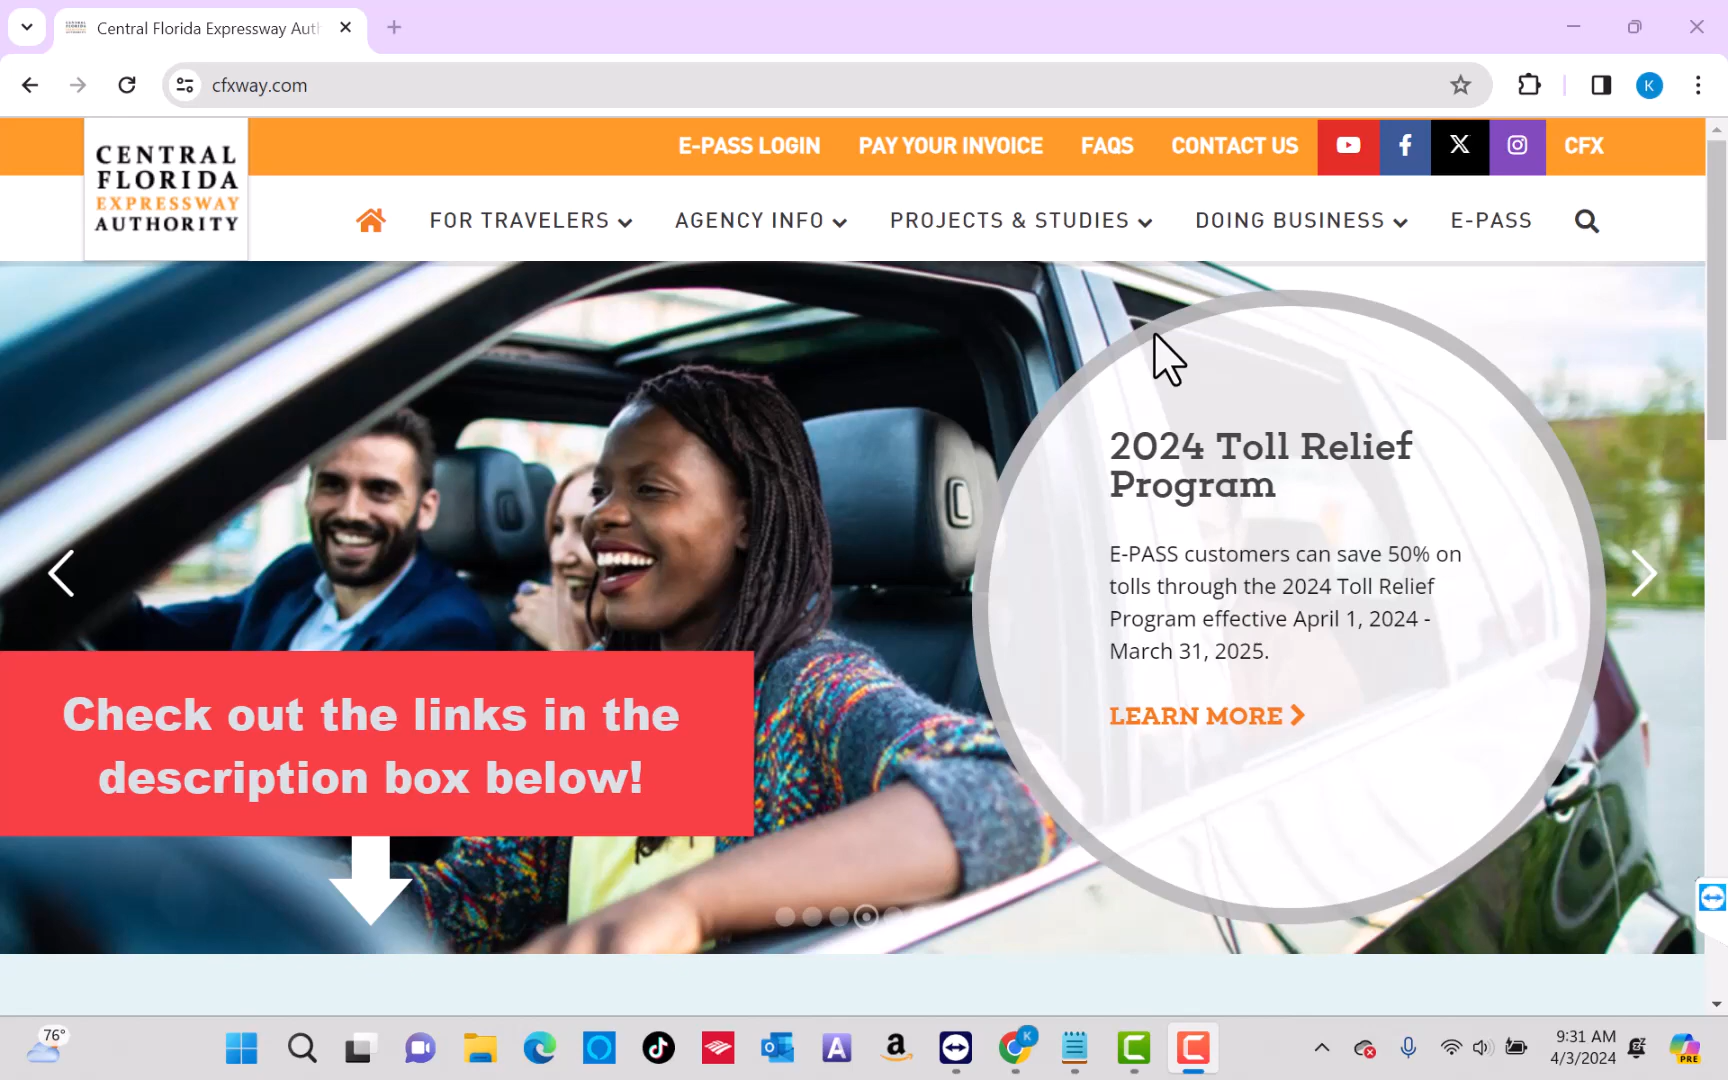 Central Florida Expressway Auth
cfxway.com
K
E-PASS LOGIN
PAY YOUR INVOICE
FAQS
CONTACT US
CFX
CENTRAL
FLORIDA
EXPRESSWAY
AUTHORITY
FOR TRAVELERS
AGENCY INFO
PROJECTS & STUDIES
DOING BUSINESS
E-PASS
2024 Toll Relief
Program
E-PASS customers can save 50% on
tolls through the 2024 Toll Relief
Program effective April 1, 2024 -
March 31, 2025.
LEARN MORE
Check out the links in the
description box below!
76°
A
a
K
9:31 AM
4/3/2024
PRE